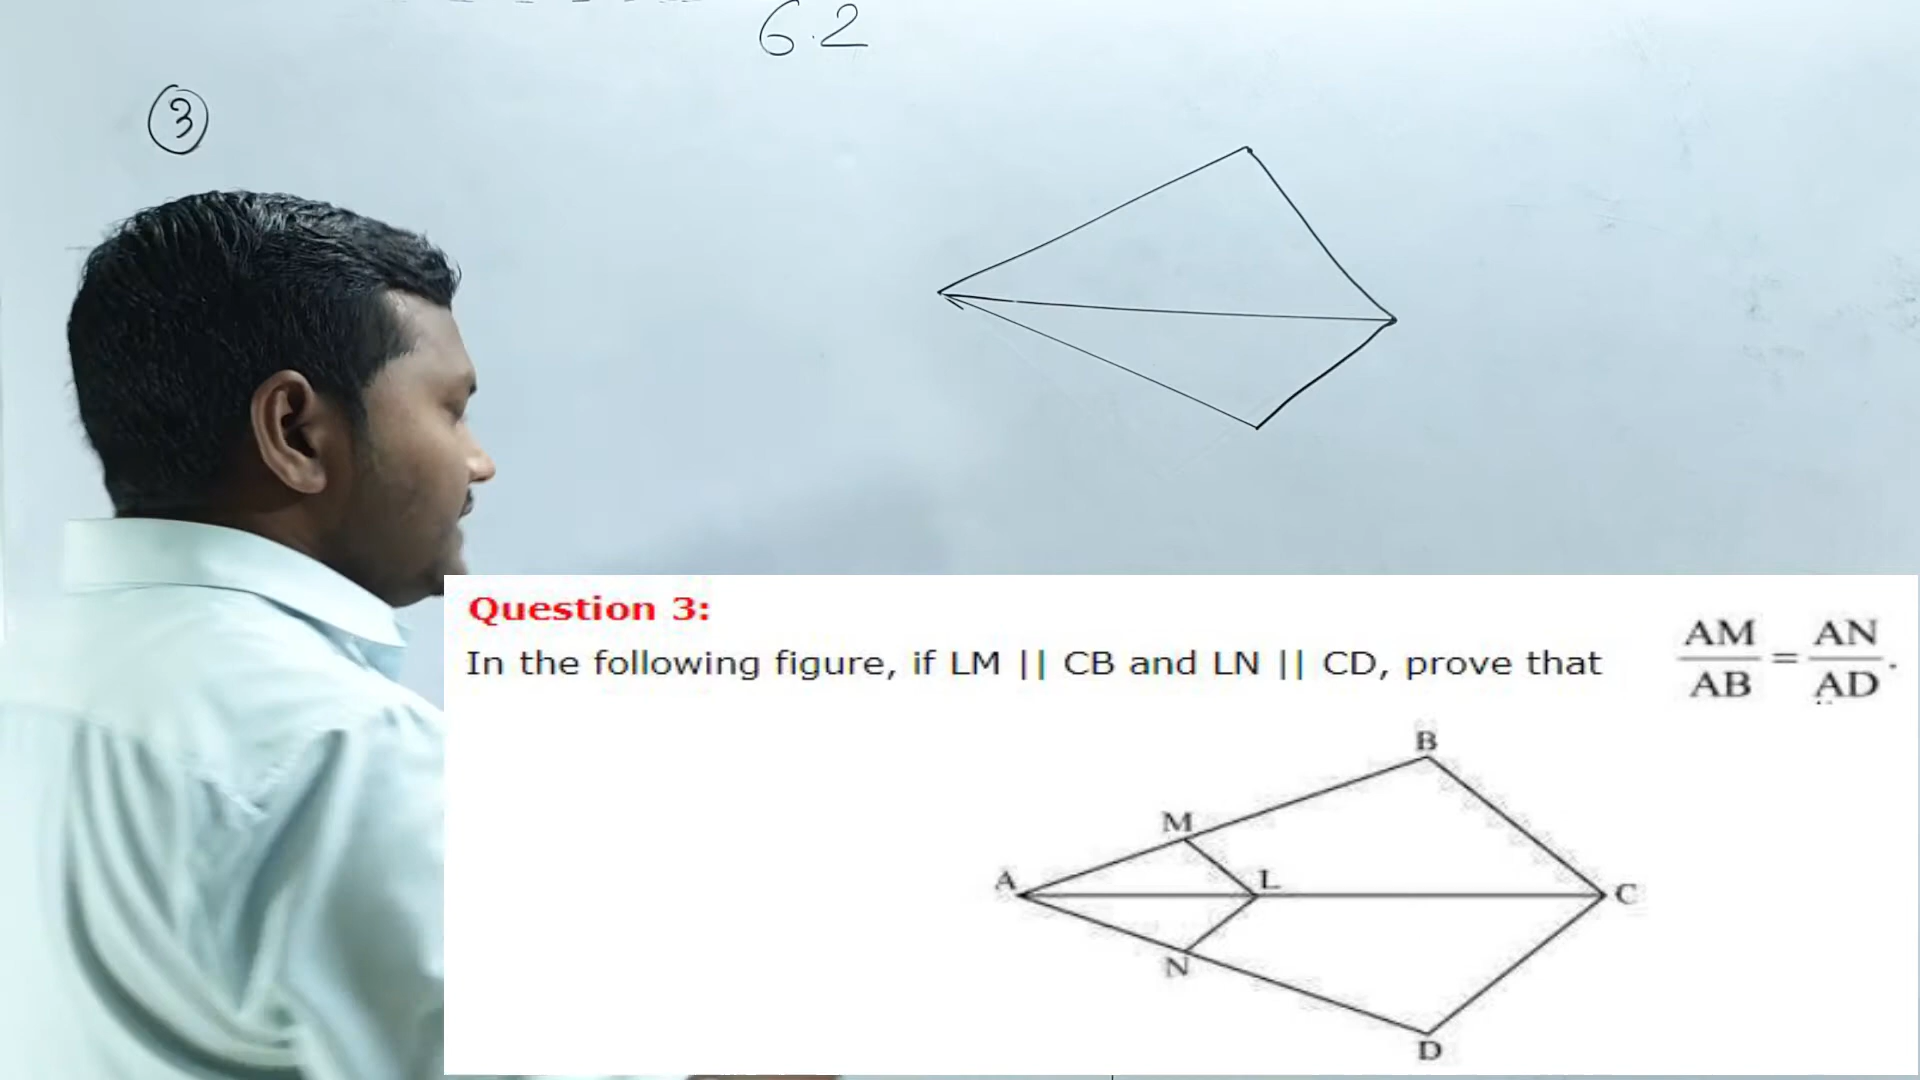 6.2
3
Question 3:
In the following figure, if LM || CB and LN || CD, prove that AM/AB = AN/AD.
B
M
A
L
C
N
D